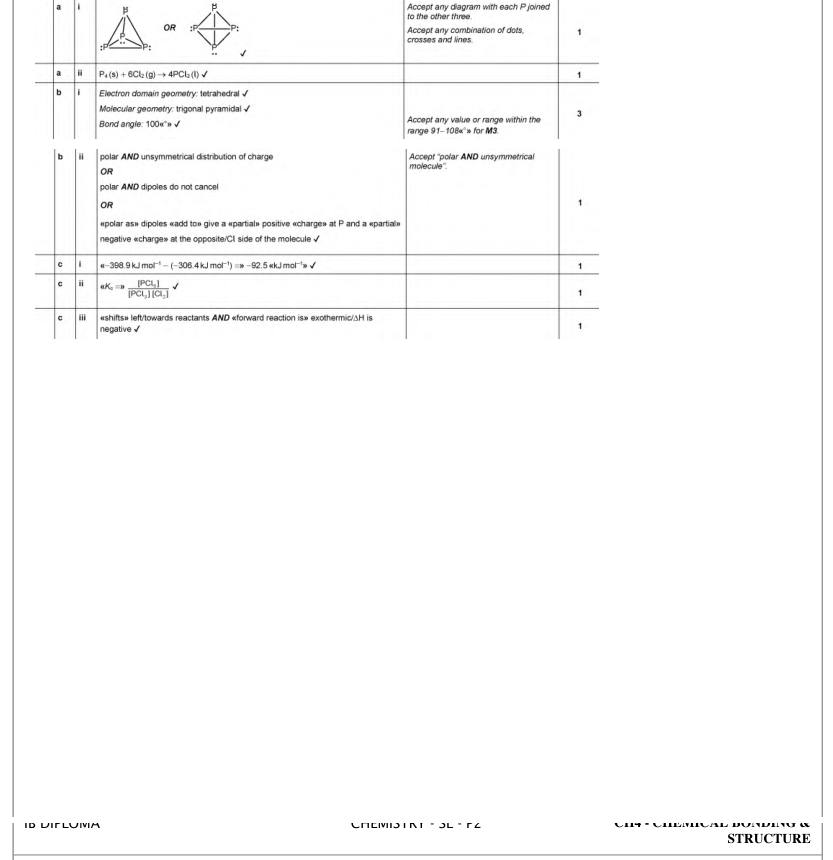 a i P P P: :P OR P :P P: P ✓ Accept any diagram with each P joined to the other three.
Accept any combination of dots, crosses and lines. 1
a ii P₄(s) + 6Cl₂(g) → 4PCl₃(l) ✓ 1
b i Electron domain geometry: tetrahedral ✓
Molecular geometry: trigonal pyramidal ✓
Bond angle: 100«°» ✓
Accept any value or range within the
range 91–108«°» for M3.
3
b ii polar AND unsymmetrical distribution of charge
OR
polar AND dipoles do not cancel
OR
«polar as» dipoles «add to» give a «partial» positive «charge» at P and a «partial»
negative «charge» at the opposite/Cl side of the molecule ✓
Accept "polar AND unsymmetrical
molecule".
1
c i «–398.9 kJ mol⁻¹ – (–306.4 kJ mol⁻¹) =» –92.5 «kJ mol⁻¹» ✓ 1
c ii «K꜀ =» [PCl₅] / [PCl₃][Cl₂] ✓ 1
c iii «shifts» left/towards reactants AND «forward reaction is» exothermic/ΔH is
negative ✓
1
IB DIPLOMA CHEMISTRY - SL - P2 CH4 - CHEMICAL BONDING &
STRUCTURE